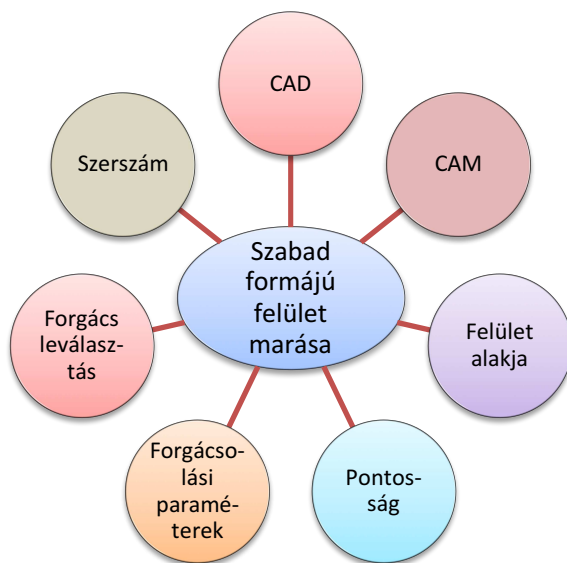 CAD
Szerszám
CAM
Szabad
formájú
felület
marása
Forgács
leválasz-
tás
Felület
alakja
Forgácso-
lási
paramé-
terek
Pontos-
ság